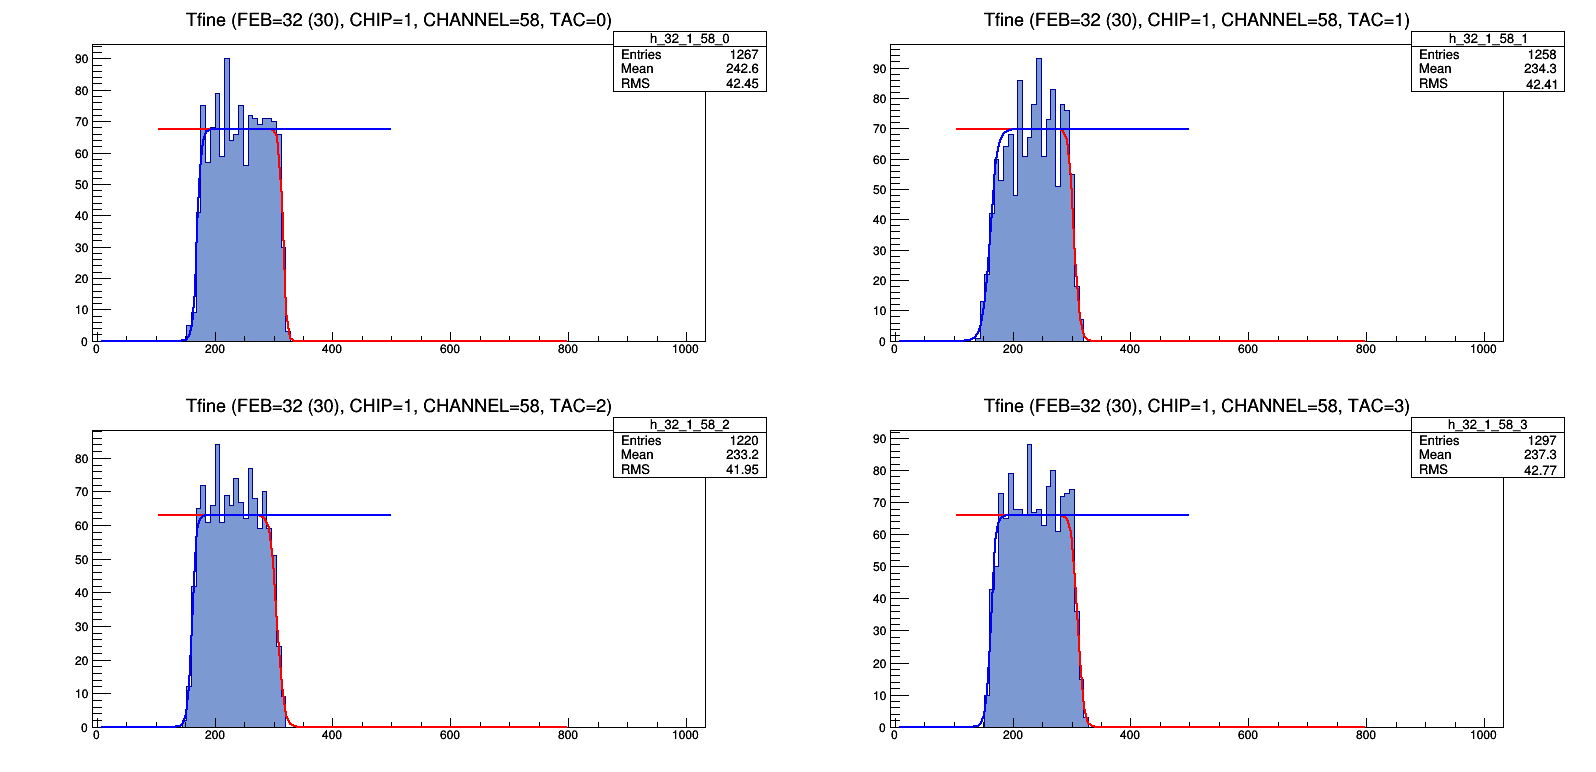 Tfine (FEB=32 (30), CHIP=1, CHANNEL=58, TAC=0)
h_32_1_58_0
Entries 1267
Mean 242.6
RMS 42.45
90
80
70
60
50
40
30
20
10
0
0 200 400 600 800 1000
Tfine (FEB=32 (30), CHIP=1, CHANNEL=58, TAC=1)
h_32_1_58_1
Entries 1258
Mean 234.3
RMS 42.41
90
80
70
60
50
40
30
20
10
0
0 200 400 600 800 1000
Tfine (FEB=32 (30), CHIP=1, CHANNEL=58, TAC=2)
h_32_1_58_2
Entries 1220
Mean 233.2
RMS 41.95
80
70
60
50
40
30
20
10
0
0 200 400 600 800 1000
Tfine (FEB=32 (30), CHIP=1, CHANNEL=58, TAC=3)
h_32_1_58_3
Entries 1297
Mean 237.3
RMS 42.77
90
80
70
60
50
40
30
20
10
0
0 200 400 600 800 1000